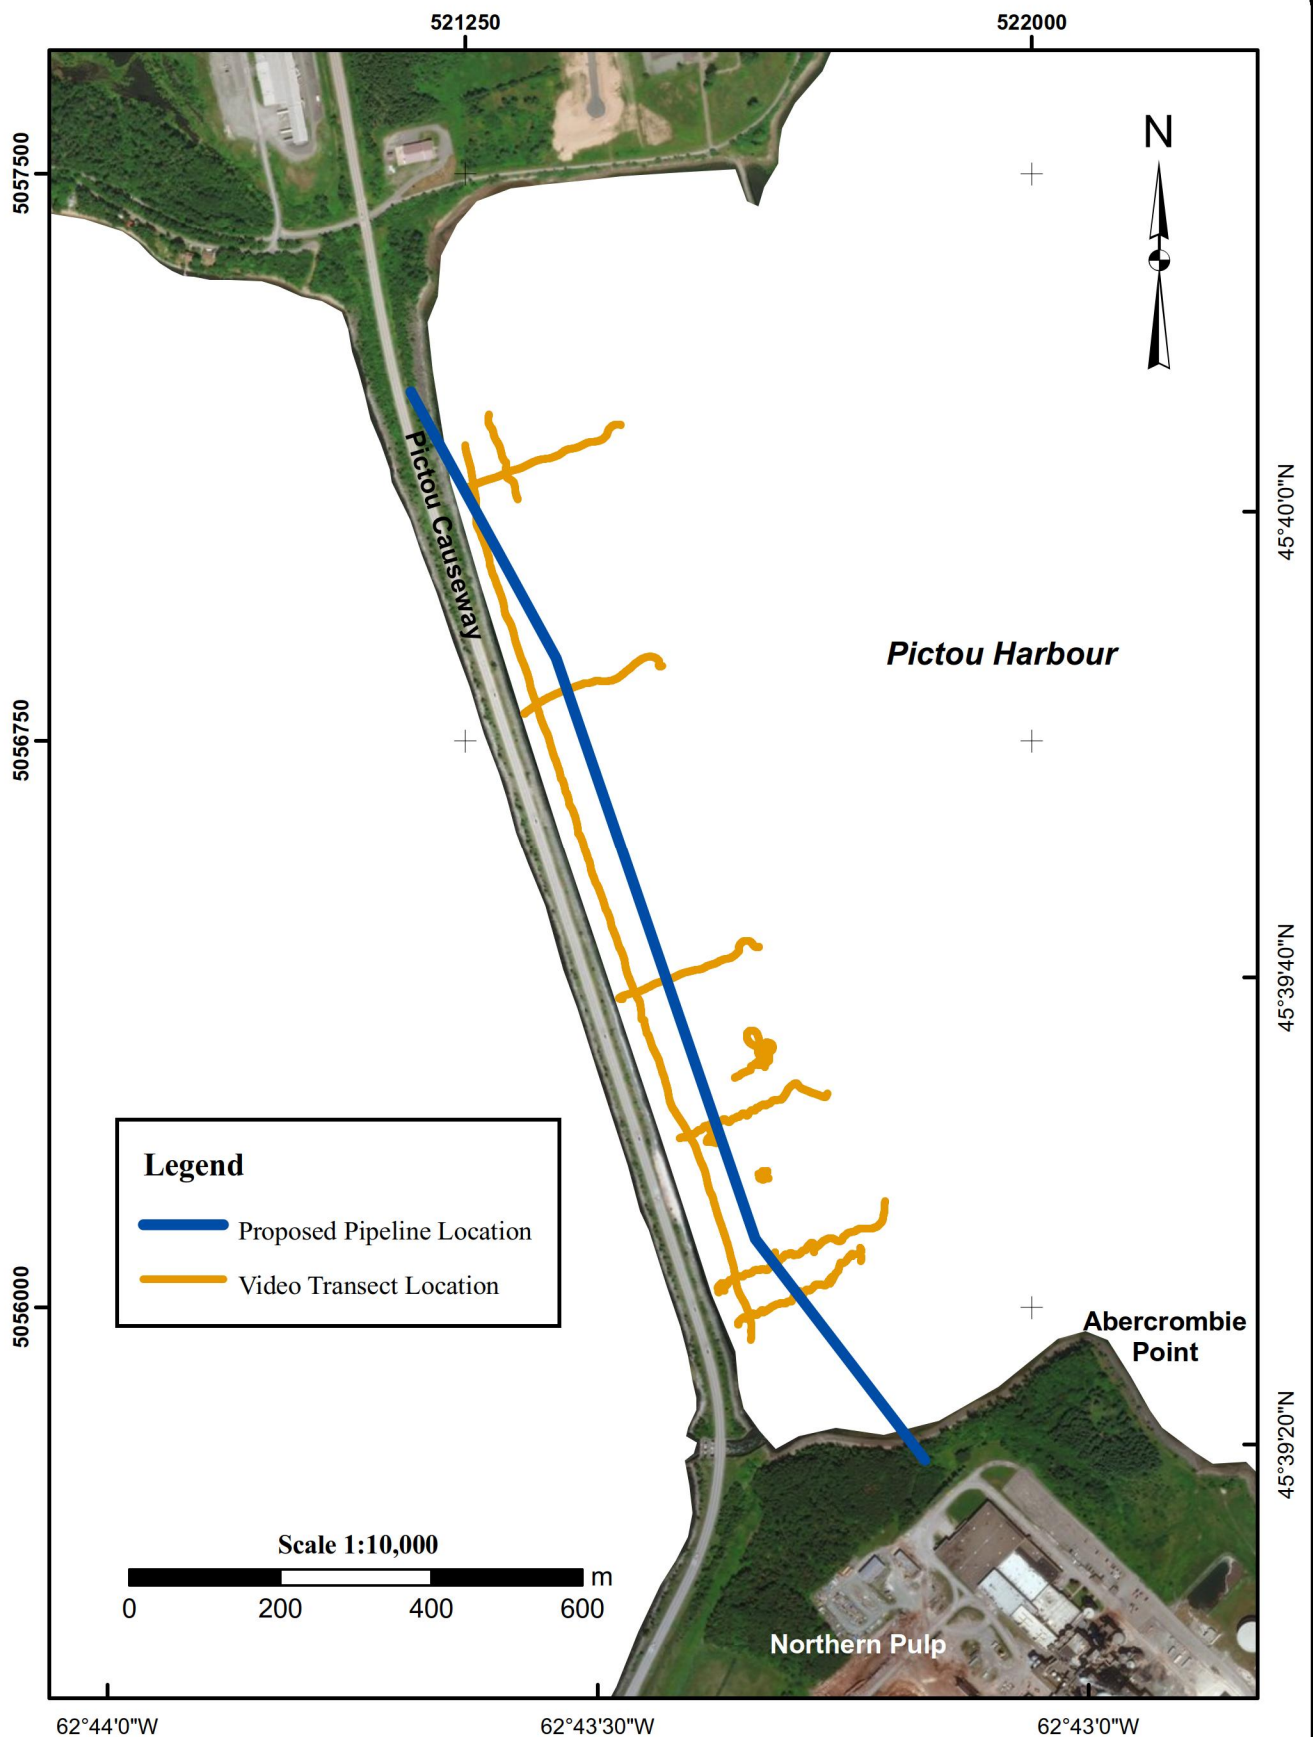 521250
522000
N
5057500
45°40'0"N
Pictou Causeway
Pictou Harbour
5056750
45°39'40"N
Legend
Proposed Pipeline Location
Video Transect Location
5056000
Abercrombie
Point
45°39'20"N
Scale 1:10,000
m
0 200 400 600
Northern Pulp
62°44'0"W 62°43'30"W 62°43'0"W